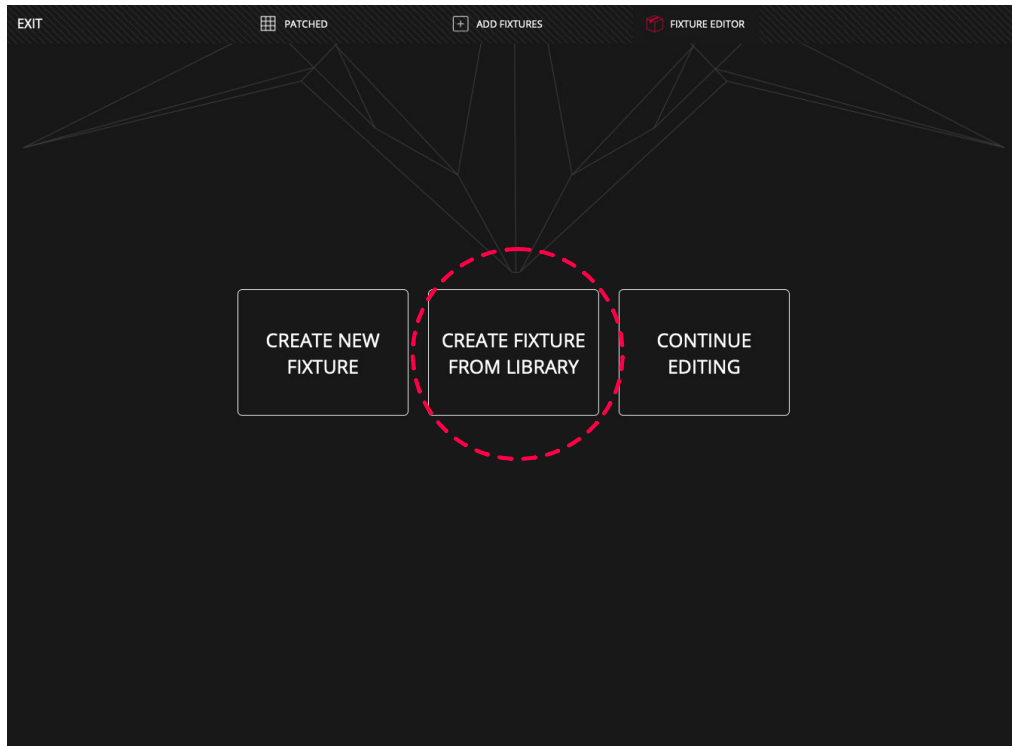 EXIT
PATCHED
ADD FIXTURES
FIXTURE EDITOR
CREATE NEW
FIXTURE
CREATE FIXTURE
FROM LIBRARY
CONTINUE
EDITING